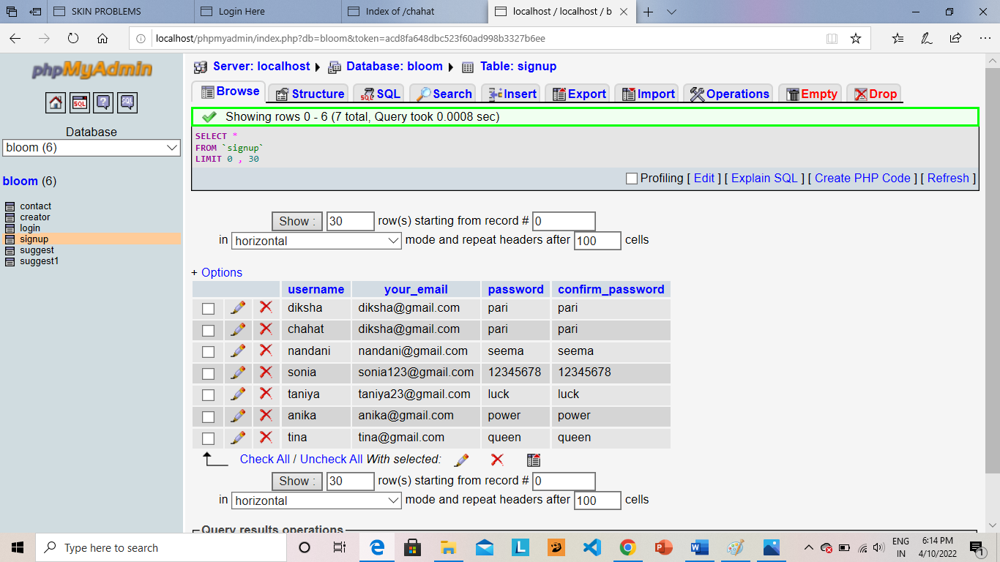 SKIN PROBLEMS
Login Here
Index of /chahat
localhost / localhost / b
localhost/phpmyadmin/index.php?db=bloom&token=acd8fa648dbc523f60ad998b3327b6ee
phpMyAdmin
SQL
SQL
Database
bloom (6)
bloom (6)
contact
creator
login
signup
suggest
suggest1
Server: localhost Database: bloom Table: signup
Browse Structure SQL Search Insert Export Import Operations Empty Drop
Showing rows 0 - 6 (7 total, Query took 0.0008 sec)
SELECT *
FROM `signup`
LIMIT 0 , 30
Profiling [ Edit ] [ Explain SQL ] [ Create PHP Code ] [ Refresh ]
Show : 30 row(s) starting from record # 0
in horizontal mode and repeat headers after 100 cells
+ Options
username your_email password confirm_password
diksha diksha@gmail.com pari pari
chahat diksha@gmail.com pari pari
nandani nandani@gmail.com seema seema
sonia sonia123@gmail.com 12345678 12345678
taniya taniya23@gmail.com luck luck
anika anika@gmail.com power power
tina tina@gmail.com queen queen
Check All / Uncheck All With selected:
Show : 30 row(s) starting from record # 0
in horizontal mode and repeat headers after 100 cells
Query results operations
Type here to search
ENG
IN
6:14 PM
4/10/2022
1